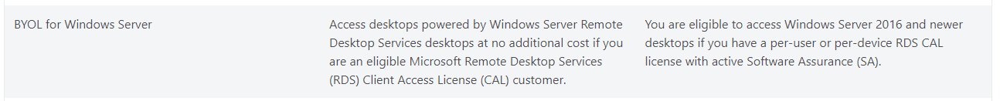 BYOL for Windows Server
Access desktops powered by Windows Server Remote
Desktop Services desktops at no additional cost if you
are an eligible Microsoft Remote Desktop Services
(RDS) Client Access License (CAL) customer.
You are eligible to access Windows Server 2016 and newer
desktops if you have a per-user or per-device RDS CAL
license with active Software Assurance (SA).